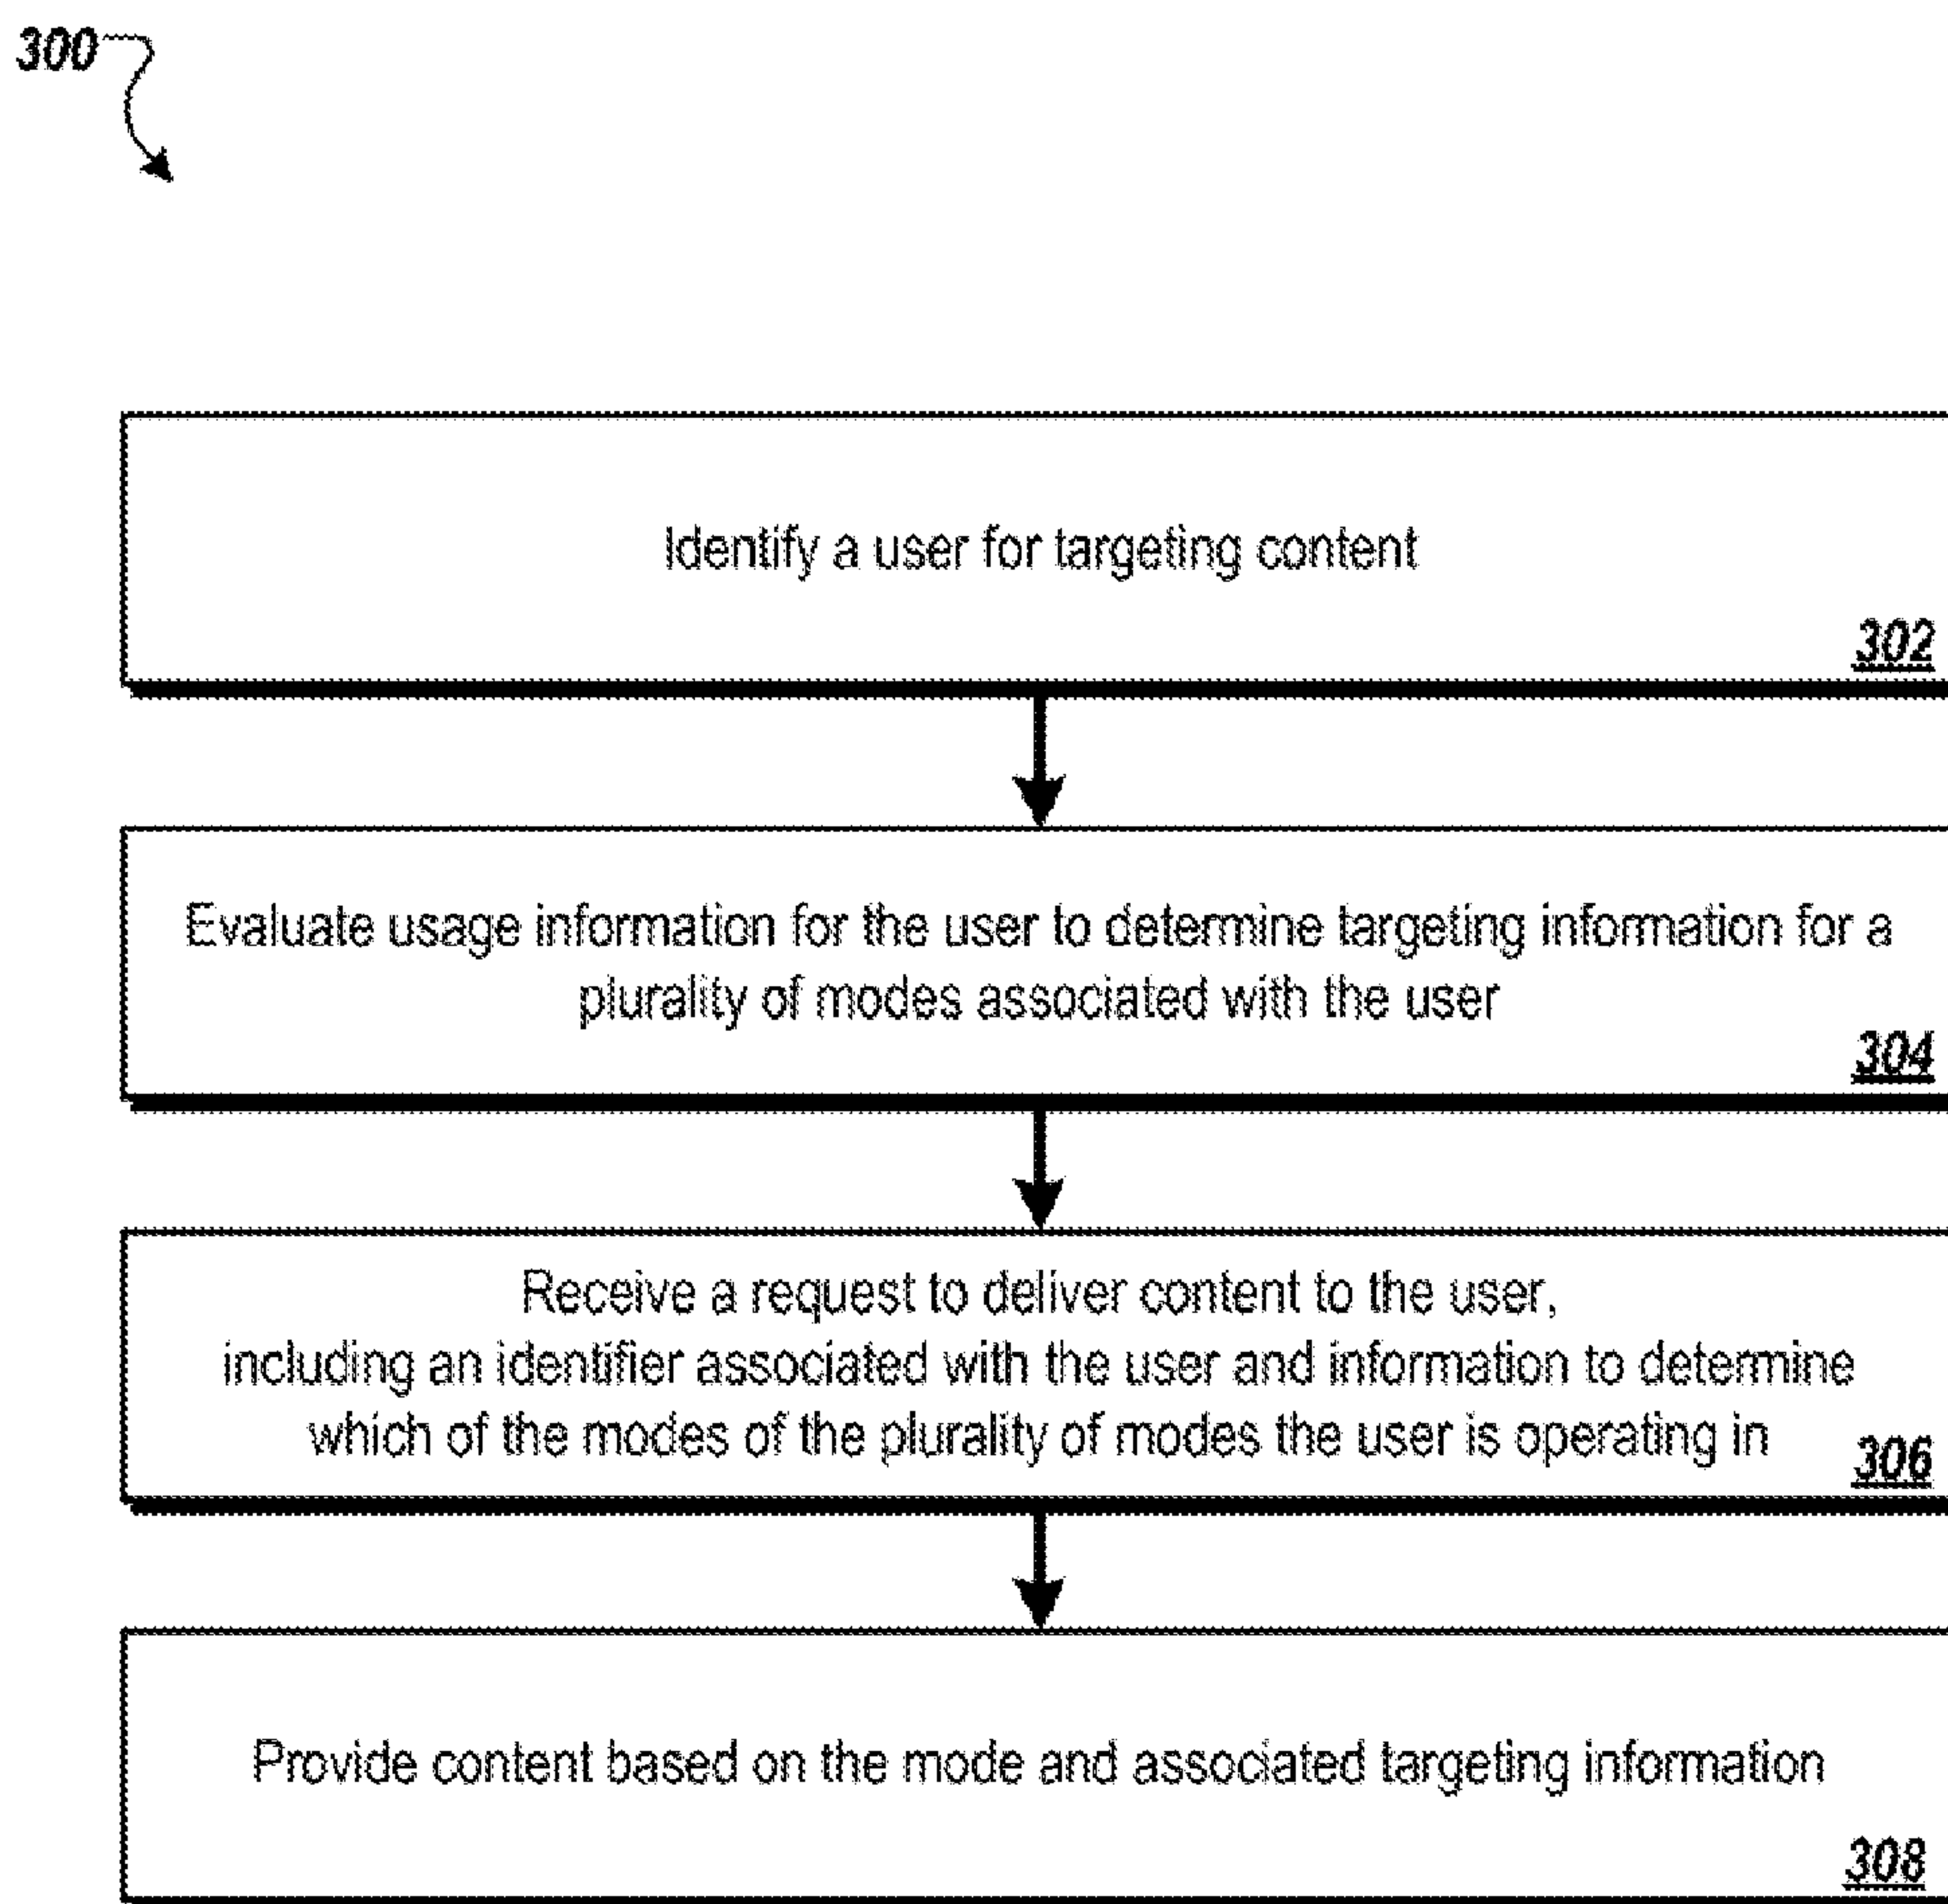 300
Identify a user for targeting content
302
Evaluate usage information for the user to determine targeting information for a
plurality of modes associated with the user
304
Receive a request to deliver content to the user,
including an identifier associated with the user and information to determine
which of the modes of the plurality of modes the user is operating in
306
Provide content based on the mode and associated targeting information
308